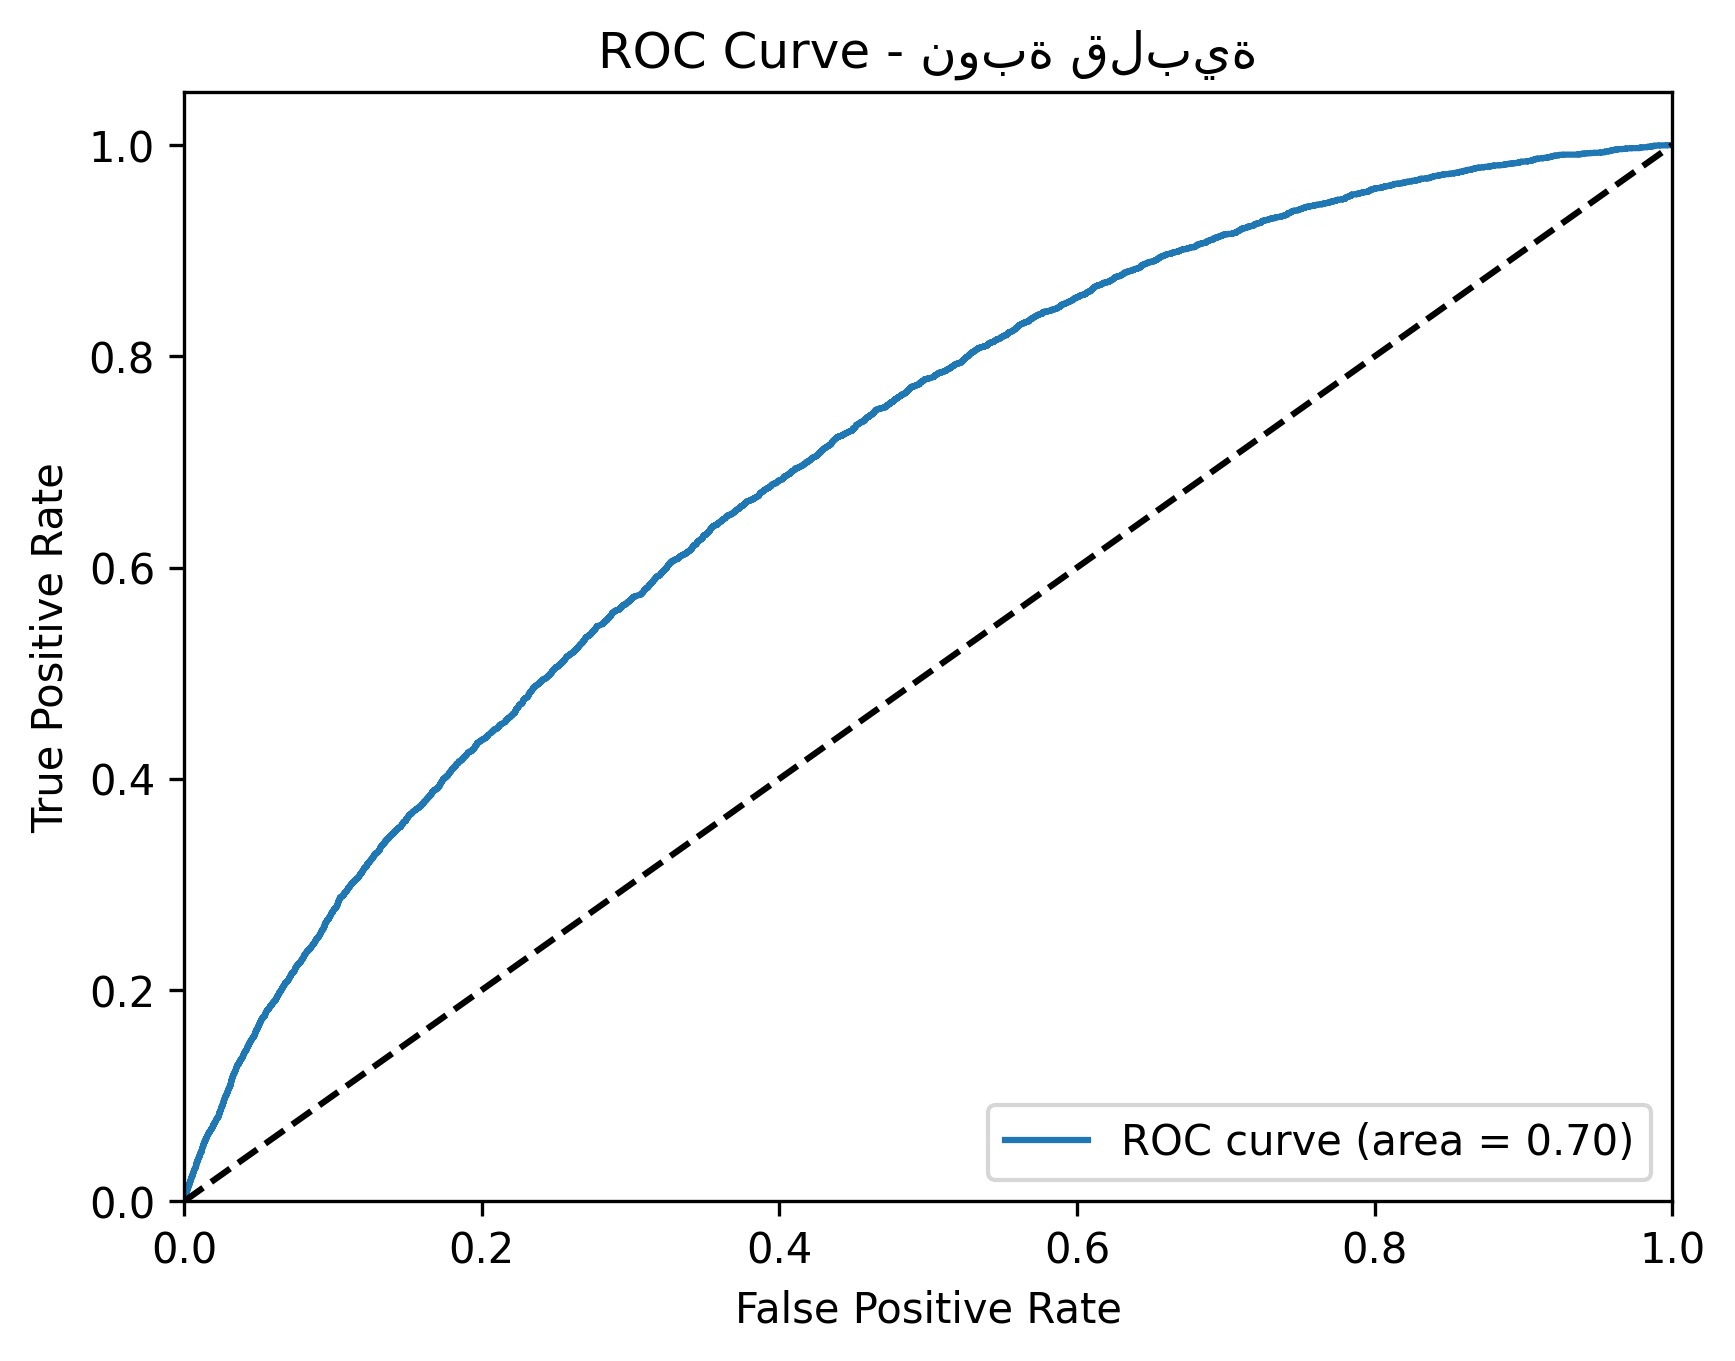 ROC Curve - نوبة قلبية
True Positive Rate
1.0
0.8
0.6
0.4
0.2
0.0
0.0 0.2 0.4 0.6 0.8 1.0
False Positive Rate
ROC curve (area = 0.70)